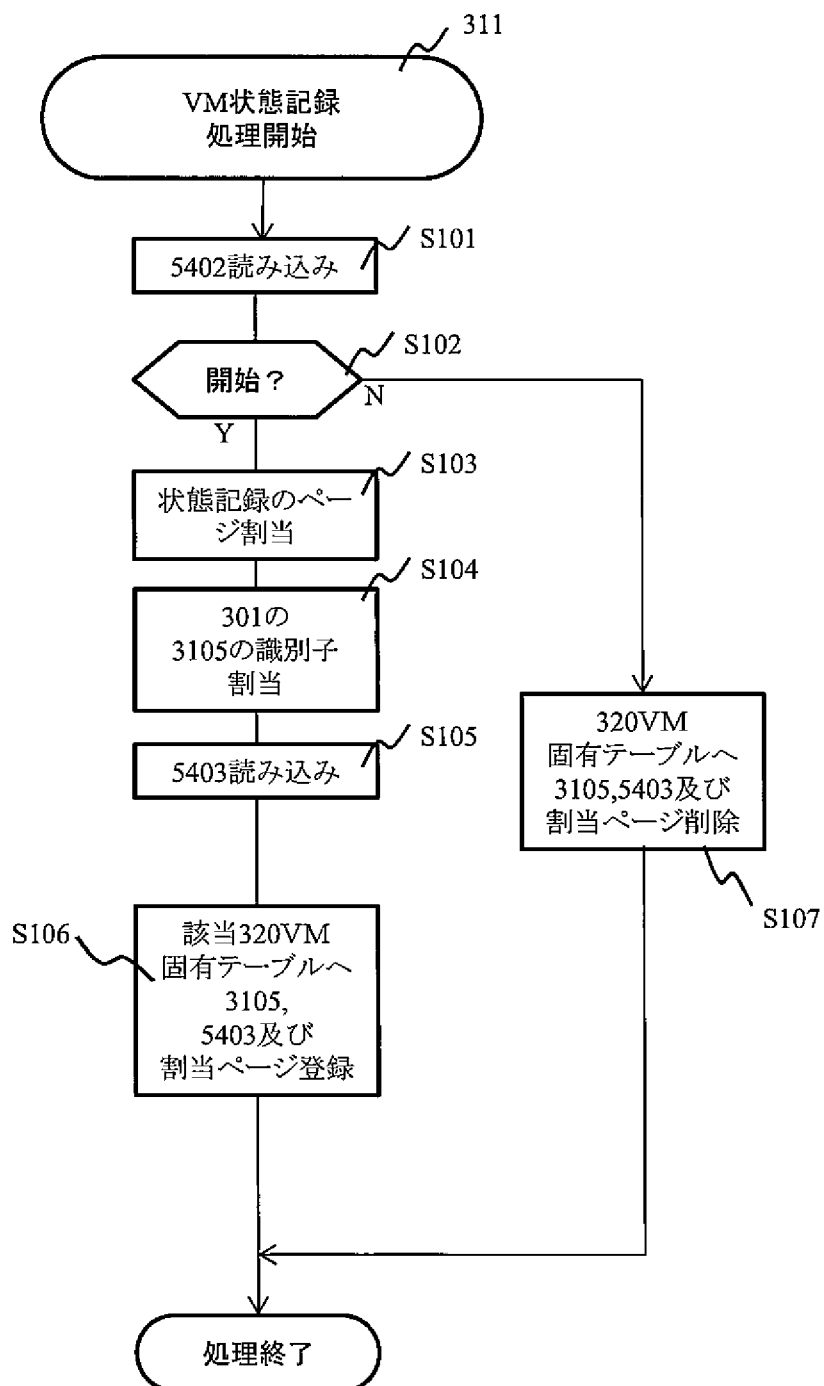 311
VM状態記録
処理開始
S101
5402読み込み
S102
開始？
N
Y
S103
状態記録のペー
ジ割当
S104
301の
3105の識別子
割当
S105
5403読み込み
320VM
固有テーブルへ
3105,5403及び
割当ページ削除
S107
S106
該当320VM
固有テーブルへ
3105,
5403及び
割当ページ登録
処理終了